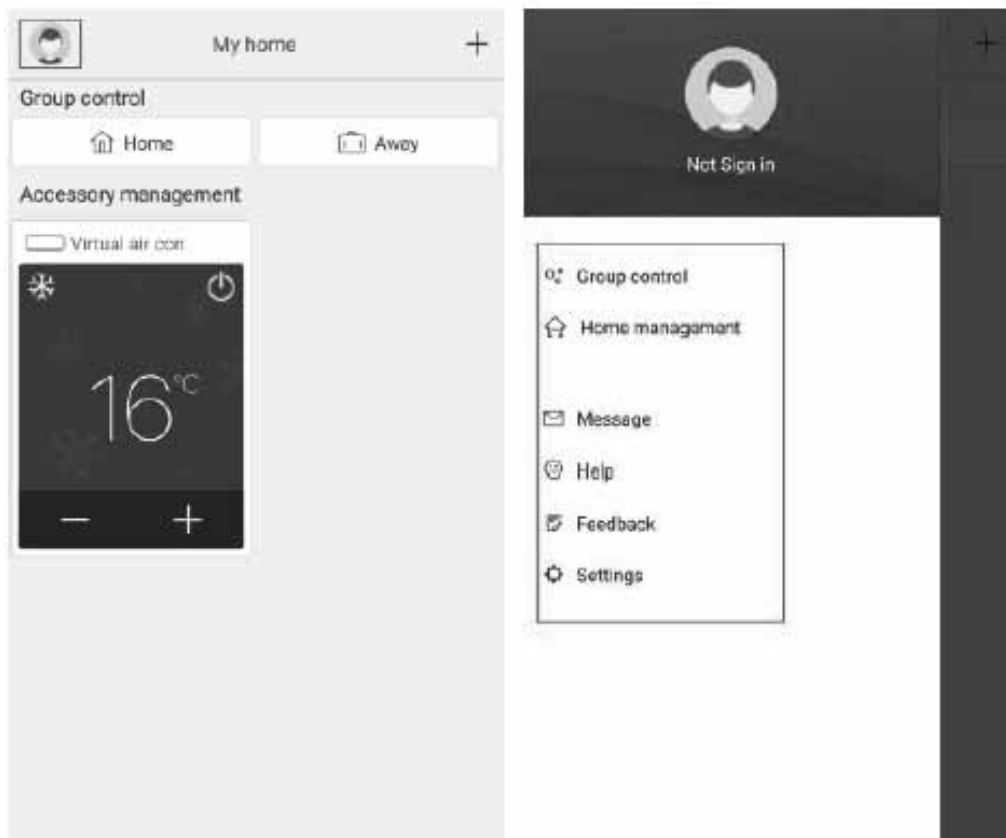 My home
Group control
Home
Away
Accessory management
Virtual air con
16°C
Not Sign in
Group control
Home management
Message
Help
Feedback
Settings